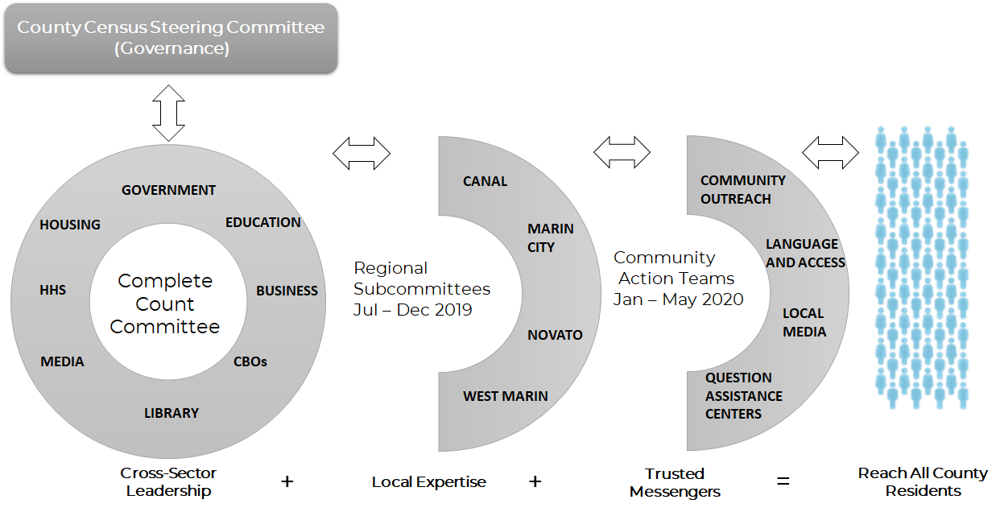 County Census Steering Committee
(Governance)
GOVERNMENT
HOUSING
EDUCATION
HHS
BUSINESS
MEDIA
CBOs
LIBRARY
Complete
Count
Committee
Cross-Sector
Leadership
+
CANAL
MARIN
CITY
NOVATO
WEST MARIN
Regional
Subcommittees
Jul – Dec 2019
Local Expertise
+
COMMUNITY
OUTREACH
LANGUAGE
AND ACCESS
LOCAL
MEDIA
QUESTION
ASSISTANCE
CENTERS
Community
Action Teams
Jan – May 2020
Trusted
Messengers
=
Reach All County
Residents